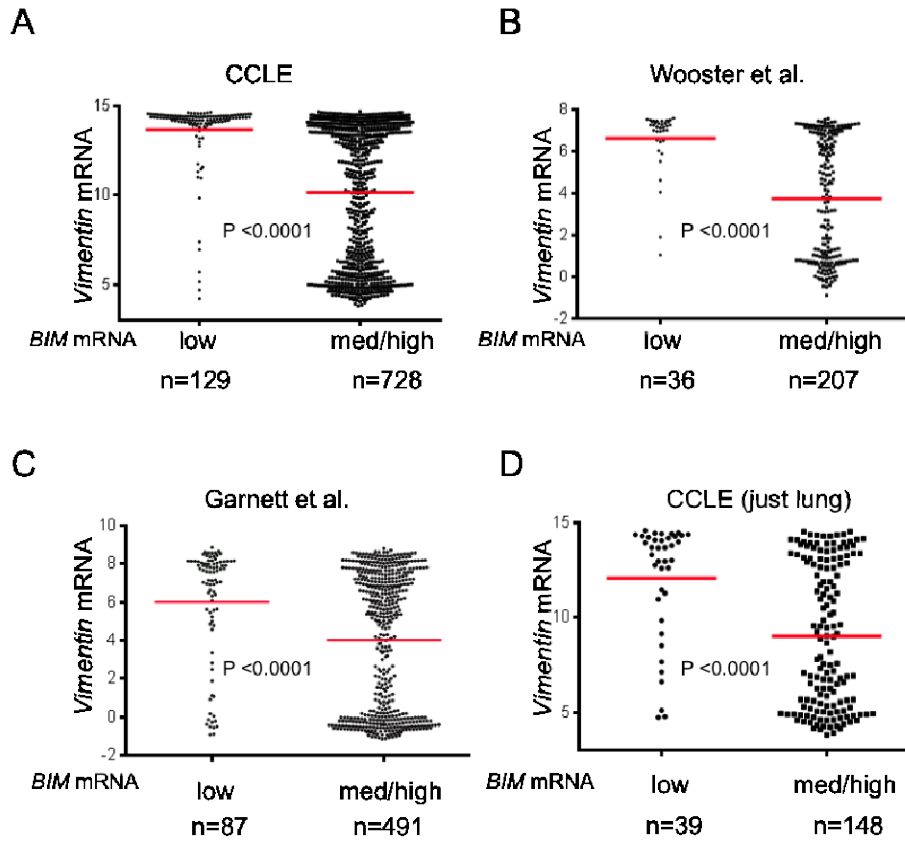 A
CCLE
Vimentin mRNA
15
10
5
P <0.0001
BIM mRNA
low
med/high
n=129
n=728
B
Wooster et al.
Vimentin mRNA
8
6
4
2
0
-2
P <0.0001
BIM mRNA
low
med/high
n=36
n=207
C
Garnett et al.
Vimentin mRNA
10
8
6
4
2
0
-2
P <0.0001
BIM mRNA
low
med/high
n=87
n=491
D
CCLE (just lung)
Vimentin mRNA
15
10
5
P <0.0001
BIM mRNA
low
med/high
n=39
n=148